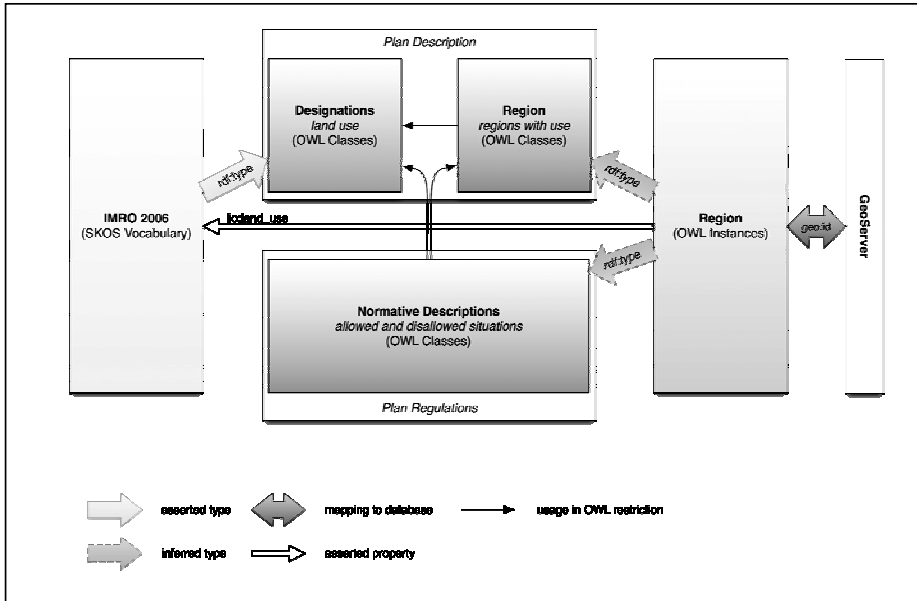 Plan Description
Designations
land use
(OWL Classes)
Region
regions with use
(OWL Classes)
rdf:type
rdf:type
IMRO 2006
(SKOS Vocabulary)
lkd:land_use
Region
(OWL Instances)
geo:id
GeoServer
rdf:type
Normative Descriptions
allowed and disallowed situations
(OWL Classes)
Plan Regulations
asserted type
mapping to database
usage in OWL restriction
inferred type
asserted property